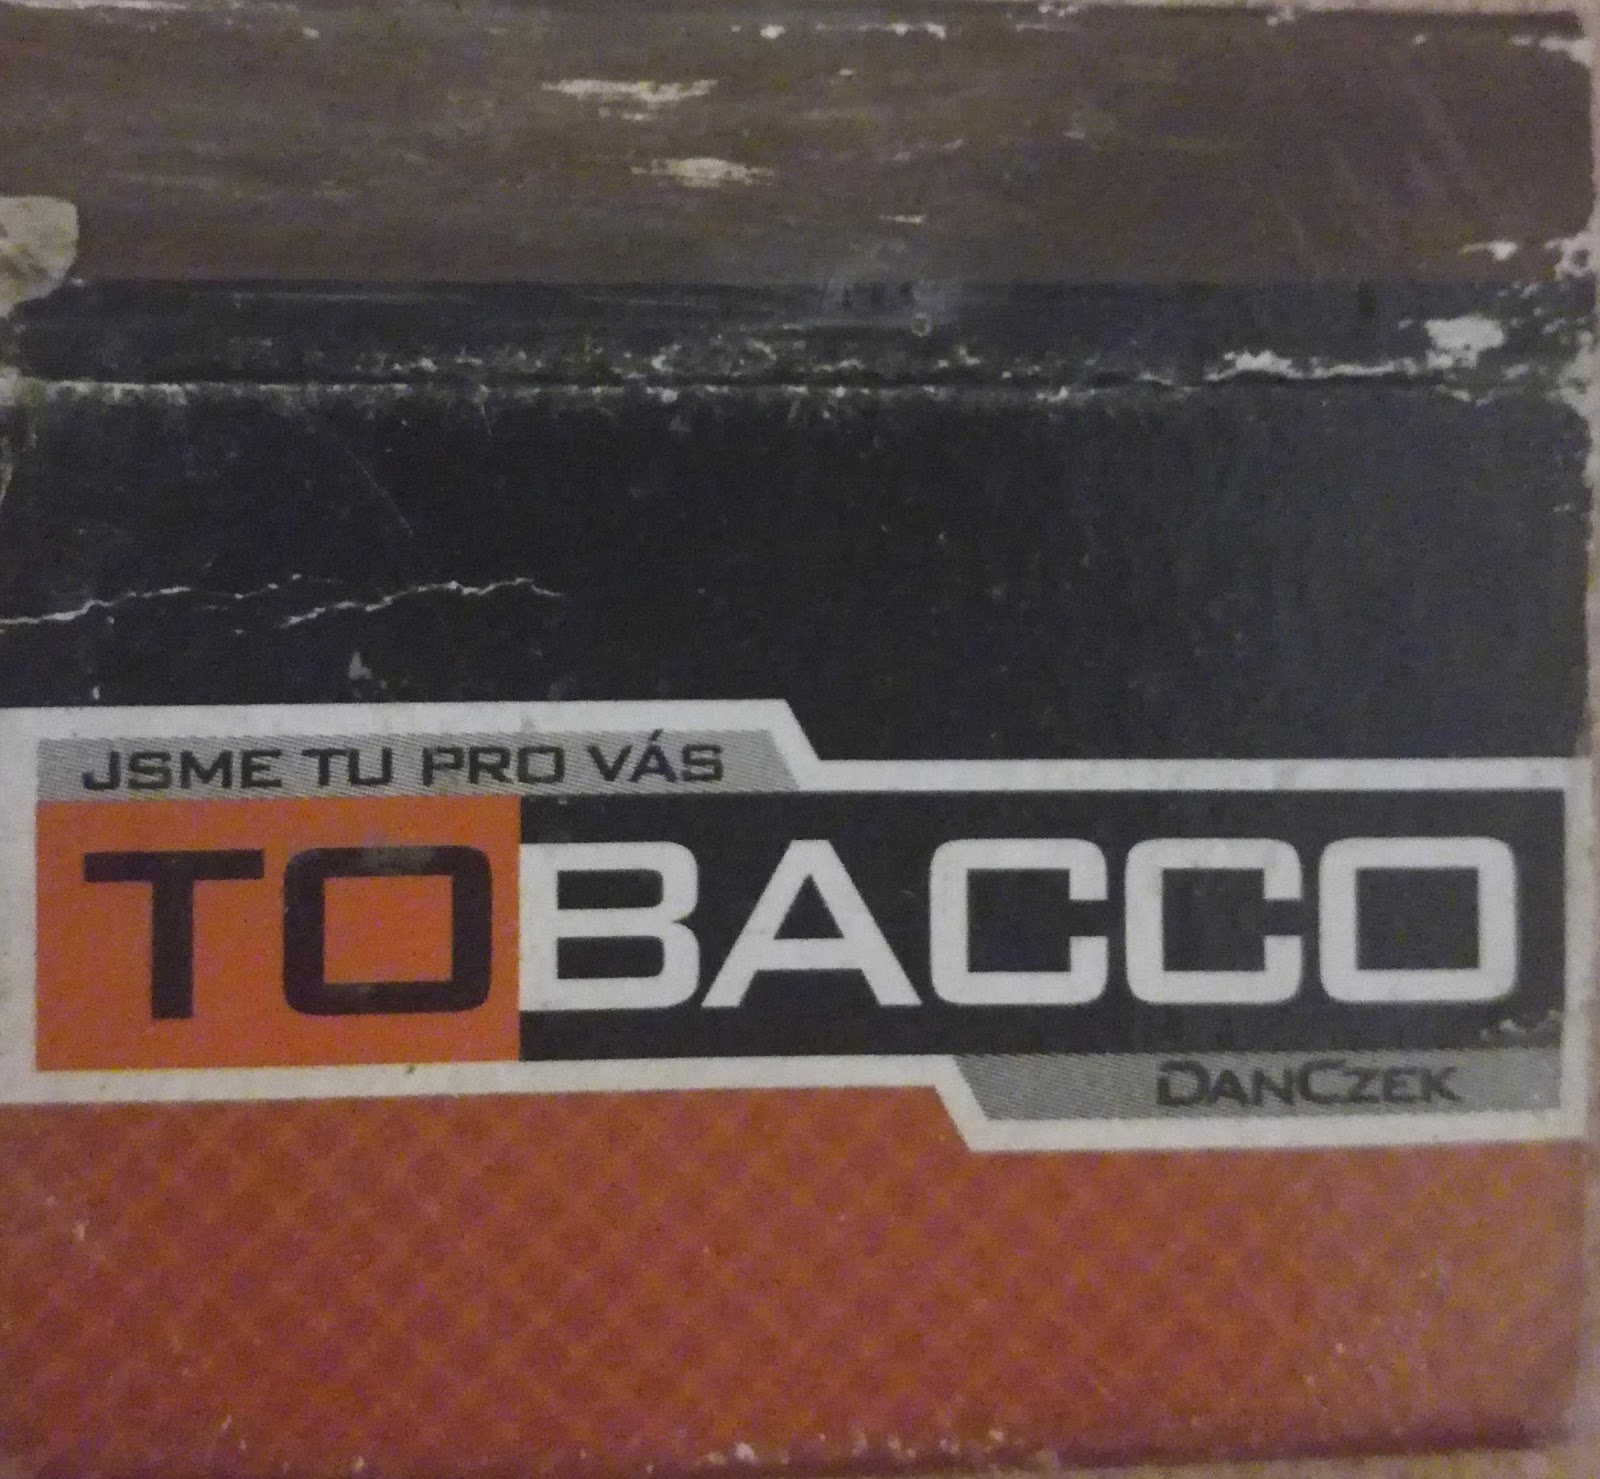 JSME TU PRO VÁS
TOBACCO
DANCZEK